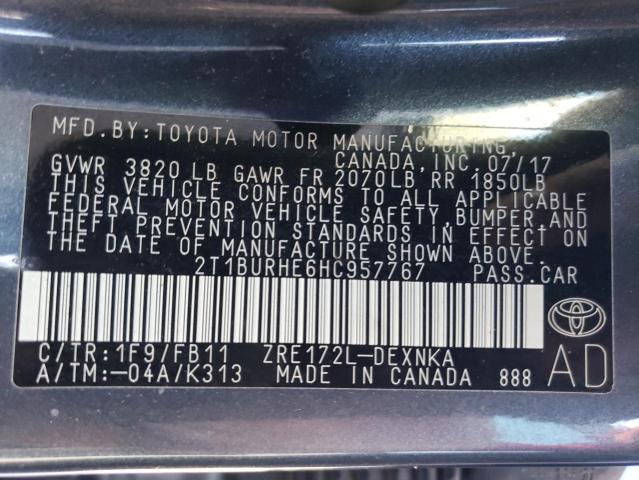 MFD. BY: TOYOTA MOTOR MANUFACTURING
CANADA, INC. 07/17
GVWR 3820 LB GAWR FR 2070LB RR 1850LB
THIS VEHICLE CONFORMS TO ALL APPLICABLE
FEDERAL MOTOR VEHICLE SAFETY, BUMPER, AND
THEFT PREVENTION STANDARDS IN EFFECT ON
THE DATE OF MANUFACTURE SHOWN ABOVE.
2T1BURHE6HC957767 PASS. CAR
C/TR: 1F9/FB11 ZRE172L-DEXNKA
A/TM: -04A/K313 MADE IN CANADA 888
AD